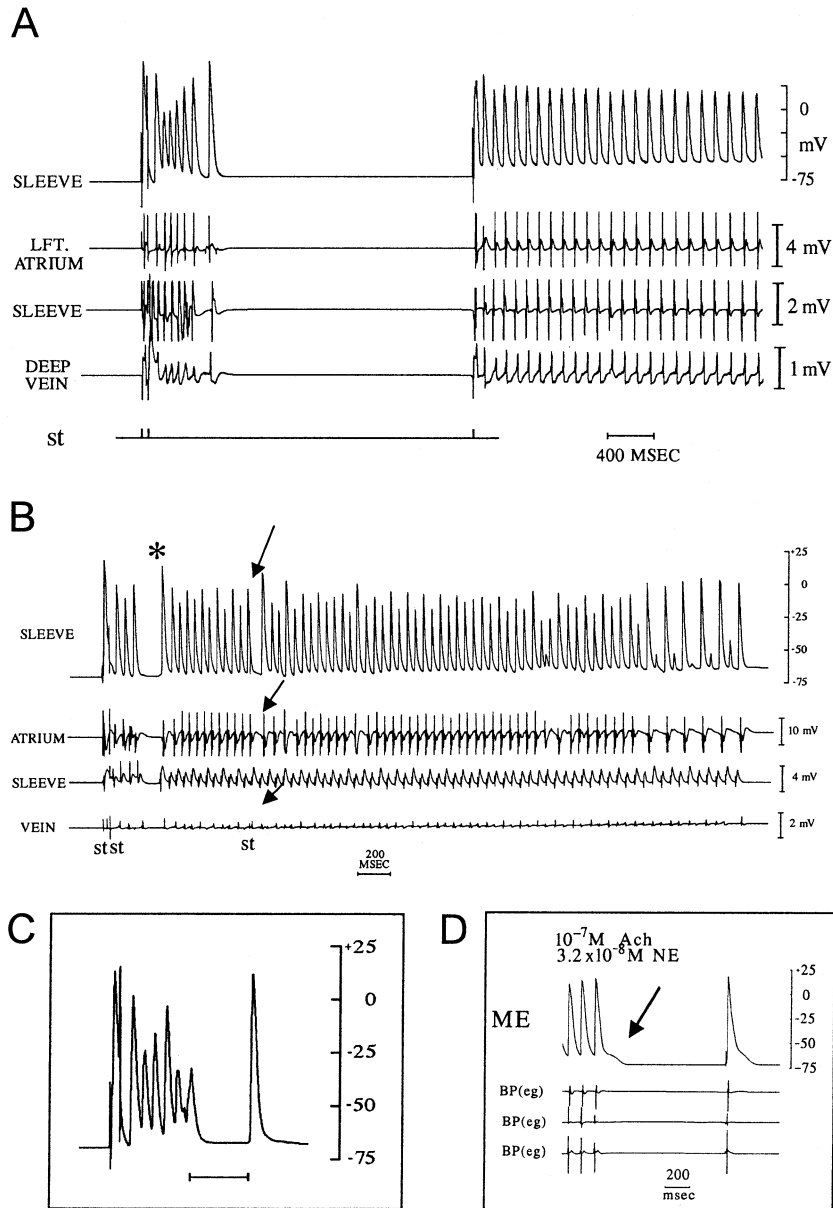 A
SLEEVE
0
mV
-75
LFT.
ATRIUM
4 mV
SLEEVE
2 mV
DEEP
VEIN
1 mV
st
400 MSEC
B
*
SLEEVE
+25
0
-25
-50
-75
ATRIUM
10 mV
SLEEVE
4 mV
VEIN
2 mV
st st
st
200
MSEC
C
+25
0
-25
-50
-75
D
10⁻⁷M Ach
3.2x10⁻⁸M NE
ME
+25
0
-25
-50
-75
BP(eg)
BP(eg)
BP(eg)
200
msec